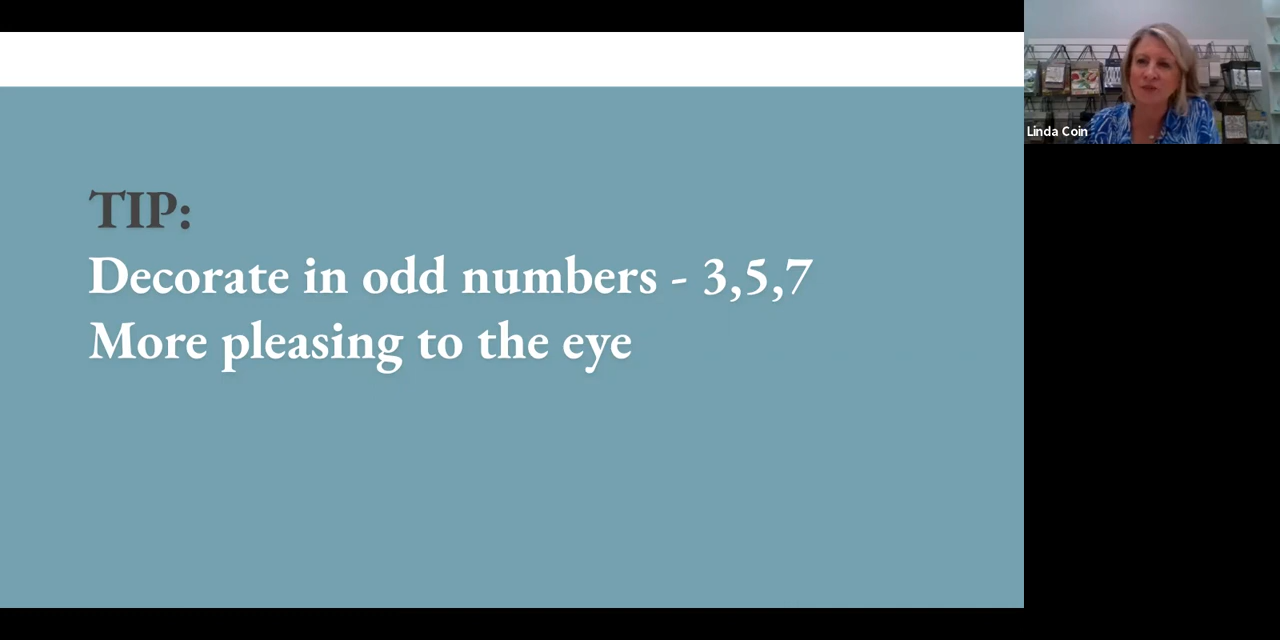 TIP:
Decorate in odd numbers - 3,5,7
More pleasing to the eye
Linda Coin